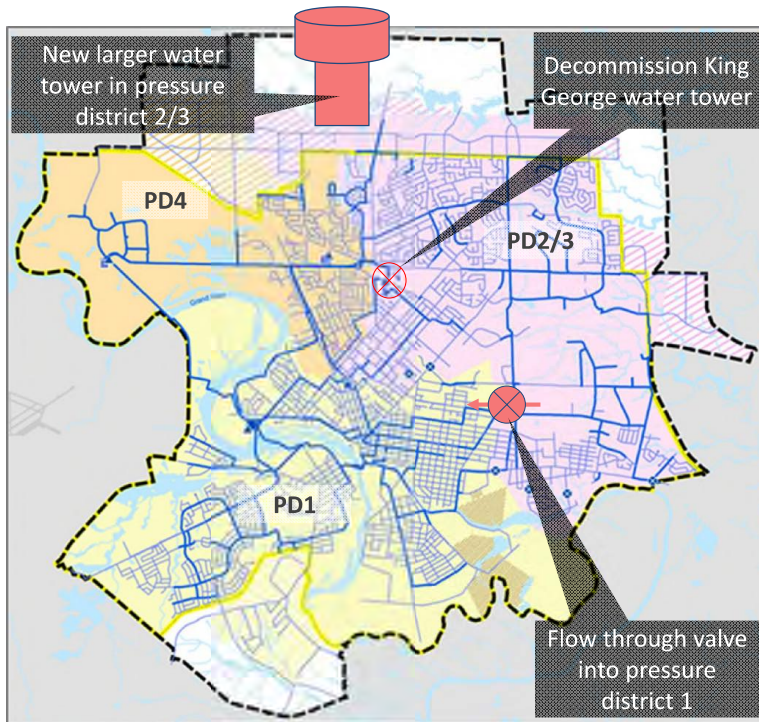 New larger water
tower in pressure
district 2/3
Decommission King
George water tower
PD4
PD2/3
Grand River
PD1
Flow through valve
into pressure
district 1